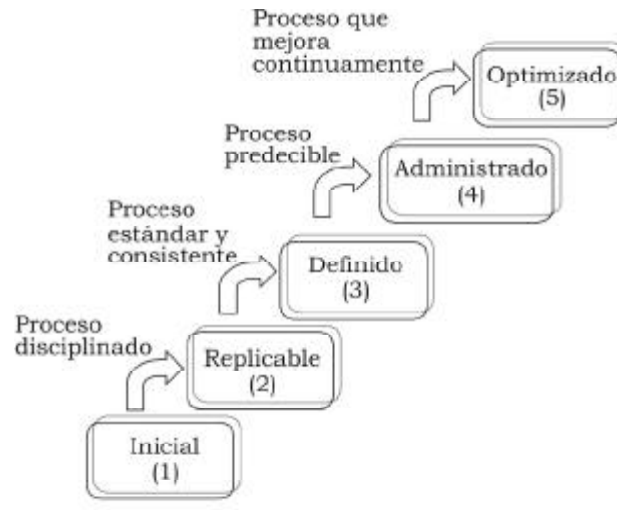 Proceso que
mejora
continuamente
Optimizado
(5)
Proceso
predecible
Administrado
(4)
Proceso
estándar y
consistente
Definido
(3)
Proceso
disciplinado
Replicable
(2)
Inicial
(1)